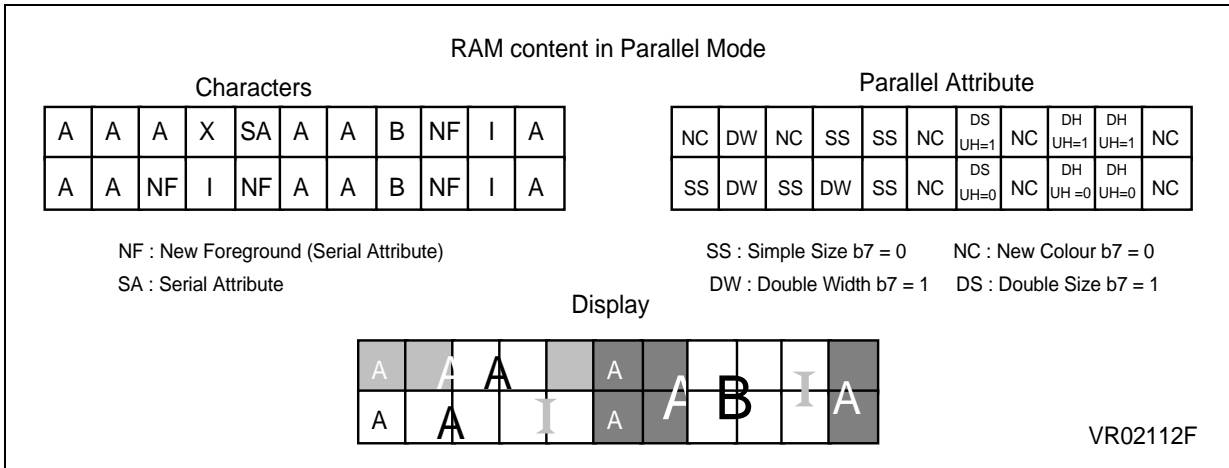 RAM content in Parallel Mode
Characters
Parallel Attribute
A A A X SA A A B NF I A
A A NF I NF A A B NF I A
NC DW NC SS SS NC DS UH=1 NC DH UH=1 DH UH=1 NC
SS DW SS DW SS NC DS UH=0 NC DH UH =0 DH UH=0 NC
NF : New Foreground (Serial Attribute)
SA : Serial Attribute
SS : Simple Size b7 = 0
NC : New Colour b7 = 0
DW : Double Width b7 = 1
DS : Double Size b7 = 1
Display
A A A A A B I A
A A I A
VR02112F